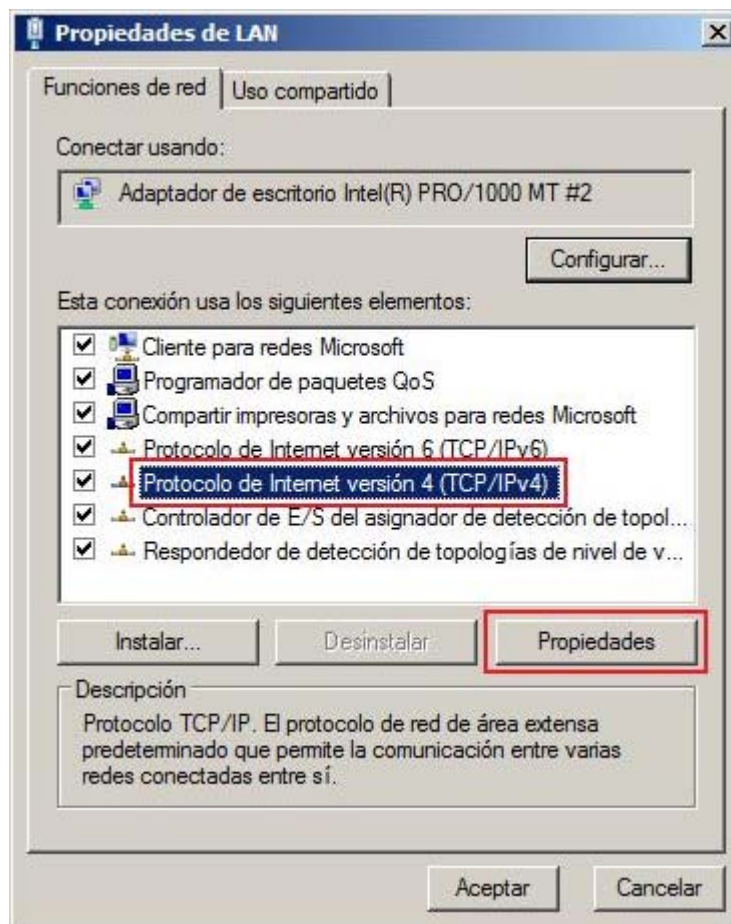 Propiedades de LAN
Funciones de red
Uso compartido
Conectar usando:
Adaptador de escritorio Intel(R) PRO/1000 MT #2
Configurar...
Esta conexión usa los siguientes elementos:
Cliente para redes Microsoft
Programador de paquetes QoS
Compartir impresoras y archivos para redes Microsoft
Protocolo de Internet versión 6 (TCP/IPv6)
Protocolo de Internet versión 4 (TCP/IPv4)
Controlador de E/S del asignador de detección de topol...
Respondedor de detección de topologías de nivel de v...
Instalar...
Desinstalar
Propiedades
Descripción
Protocolo TCP/IP. El protocolo de red de área extensa
predeterminado que permite la comunicación entre varias
redes conectadas entre sí.
Aceptar
Cancelar